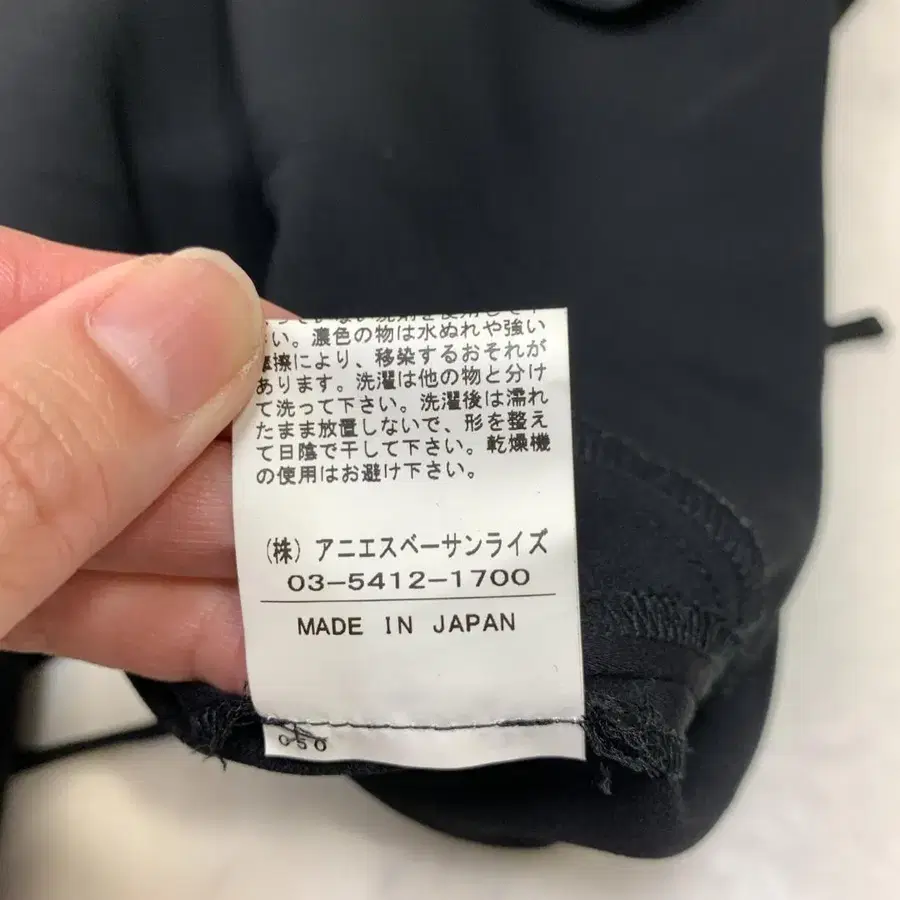 い。濃色の物は水ぬれや強い
擦により、移染するおそれが
あります。洗濯は他の物と分け
て洗って下さい。洗濯後は濡れ
たまま放置しないで、形を整え
て日陰で干して下さい。乾燥機
の使用はお避け下さい。
(株)アニエスベーサンライズ
03-5412-1700
MADE IN JAPAN
050